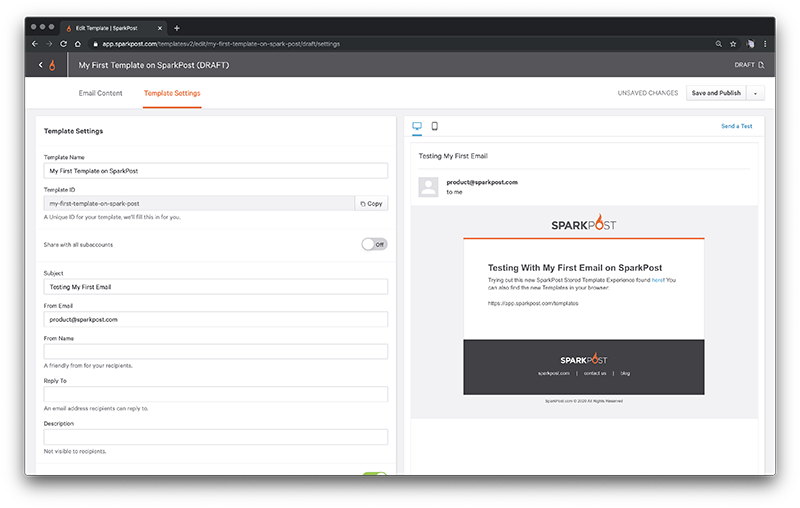 Edit Template | SparkPost
app.sparkpost.com/templatesv2/edit/my-first-template-on-spark-post/draft/settings
My First Template on SparkPost (DRAFT)
DRAFT
Email Content
Template Settings
UNSAVED CHANGES
Save and Publish
Template Settings
Template Name
My First Template on SparkPost
Template ID
my-first-template-on-spark-post
Copy
A Unique ID for your template, we'll fill this in for you.
Share with all subaccounts
Off
Subject
Testing My First Email
From Email
product@sparkpost.com
From Name
A friendly from for your recipients.
Reply To
An email address recipients can reply to.
Description
Not visible to recipients.
Send a Test
Testing My First Email
product@sparkpost.com
to me
SPARKPOST
Testing With My First Email on SparkPost
Trying out this new SparkPost Stored Template Experience found here! You
can also find the new Templates in your browser:
https://app.sparkpost.com/templates
SPARKPOST
sparkpost.com | contact us | blog
SparkPost.com © 2020 All Rights Reserved